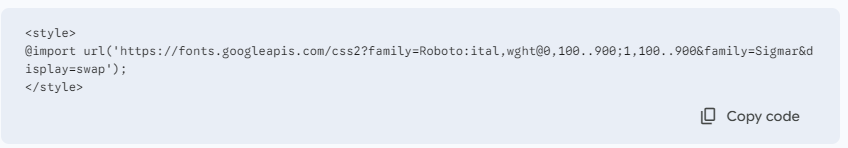 <style>
@import url('https://fonts.googleapis.com/css2?family=Roboto:ital,wght@0,100..900;1,100..900&family=Sigmar&d
isplay=swap');
</style>
Copy code